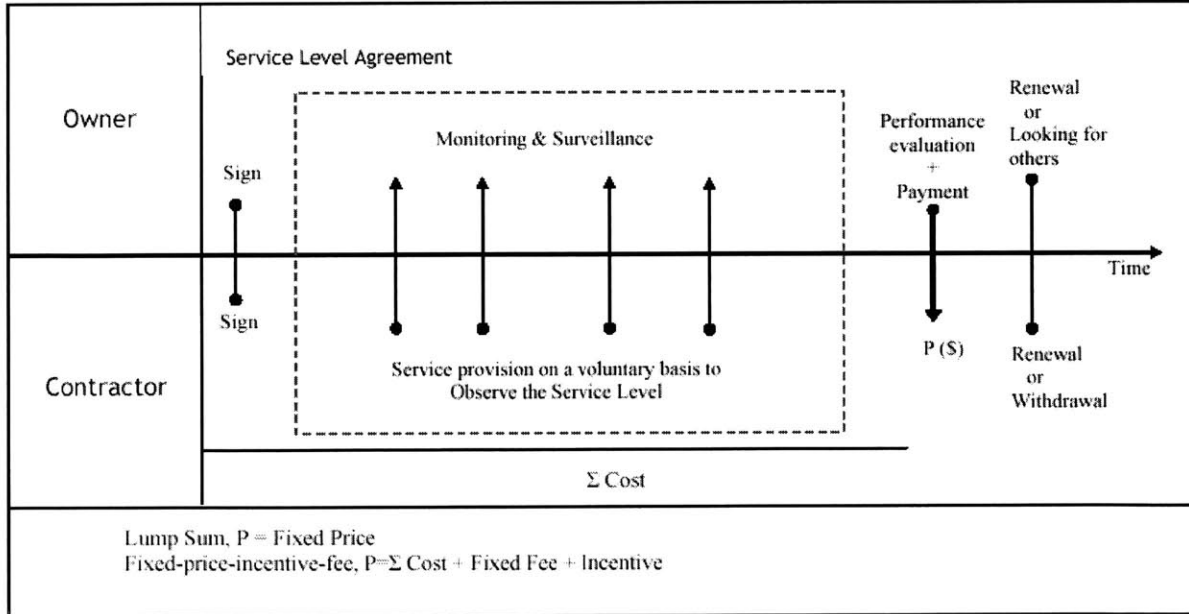 Service Level Agreement
Owner
Monitoring & Surveillance
Sign
Performance
evaluation
+
Payment
Renewal
or
Looking for
others
Time
Sign
P ($)
Contractor
Service provision on a voluntary basis to
Observe the Service Level
Renewal
or
Withdrawal
Σ Cost
Lump Sum, P = Fixed Price
Fixed-price-incentive-fee, P=Σ Cost + Fixed Fee + Incentive